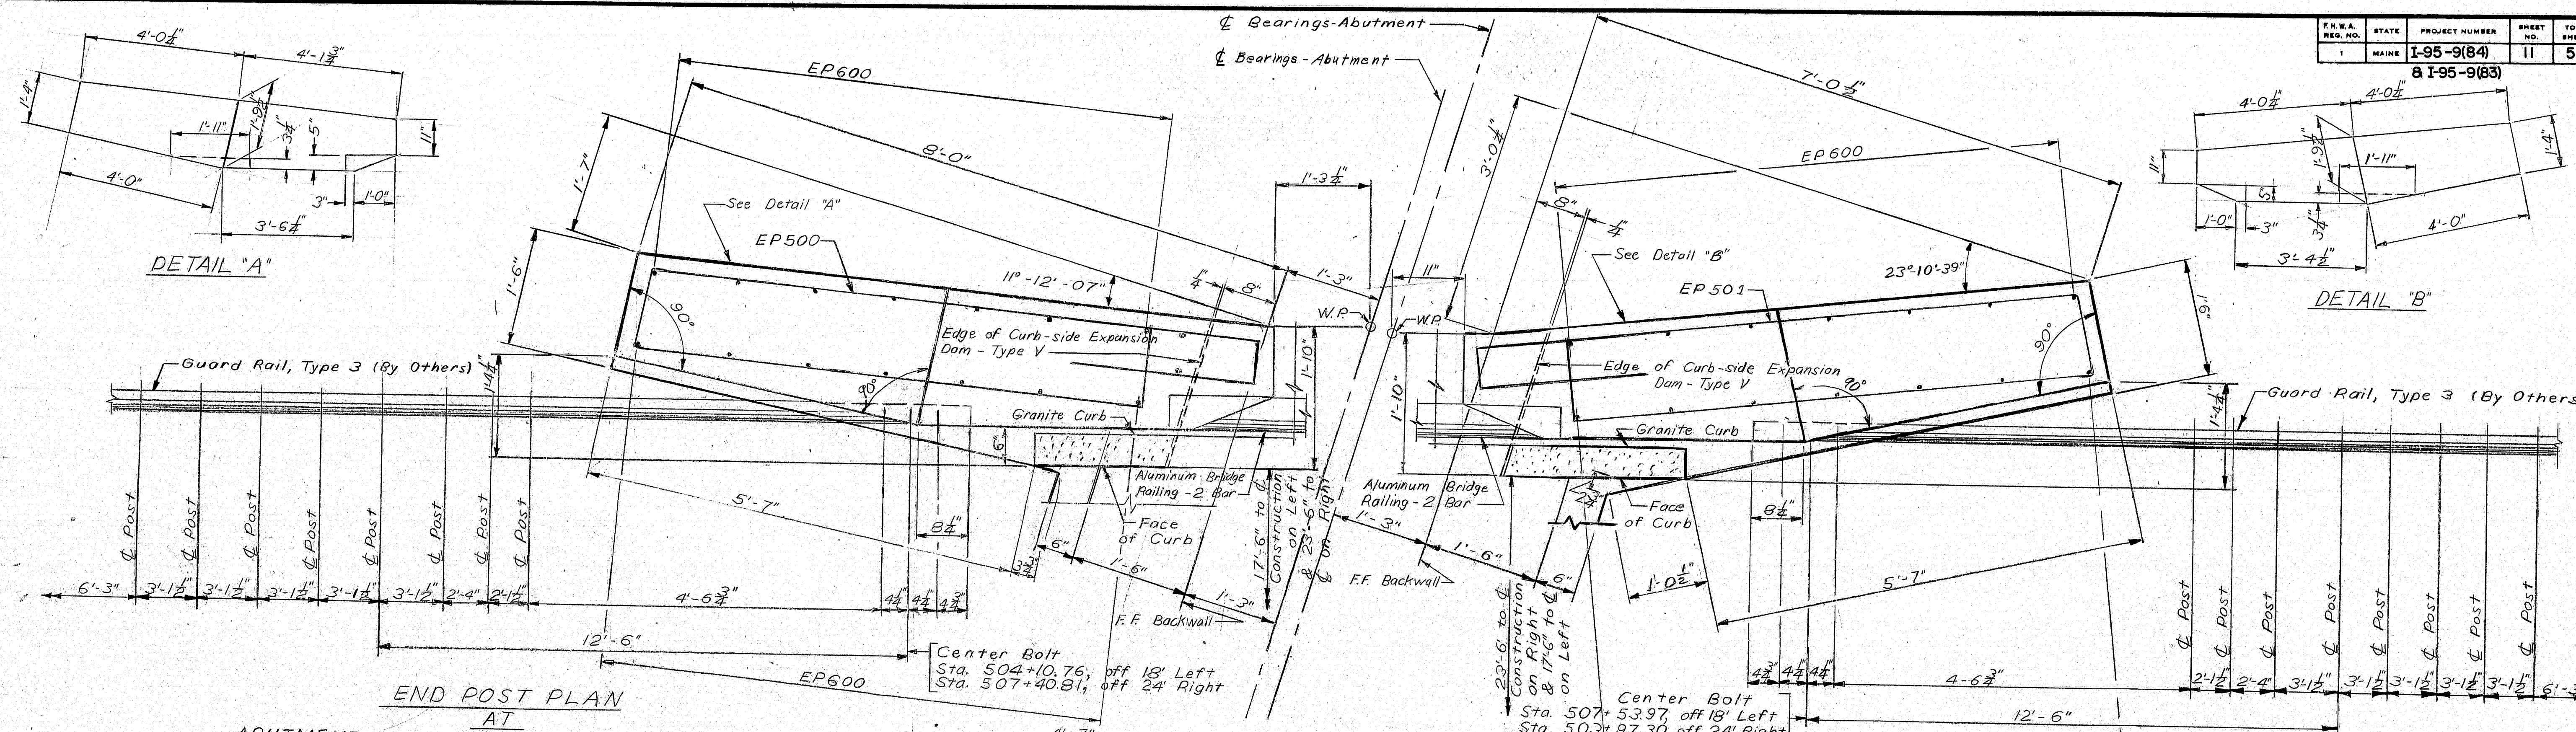 F.H.W.A. REG. NO.
STATE
PROJECT NUMBER
SHEET NO.
1
MAINE
I-95-9(84)
11
& I-95-9(83)
4'-0¼"
4'-1¾"
1'-4"
1'-9½"
1'-11"
3¼"
5"
11"
4'-0"
3"
1'-0"
3'-6¼"
DETAIL "A"
℄ Bearings-Abutment
℄ Bearings-Abutment
EP600
8'-0"
1'-7"
See Detail "A"
EP500
1'-6"
90°
11°-12'-07"
¼"
8"
1'-3"
1'-3¼"
W.P.
W.P.
Edge of Curb-side Expansion
Dam - Type V
90°
1'-10"
Guard Rail, Type 3 (By Others)
1'-4¼"
Granite Curb
6"
Aluminum Bridge
Railing-2 Bar
Face
of Curb
5'-7"
8¼"
3¾"
6"
1'-6"
1'-3"
F.F. Backwall
17'-6" to ℄
Construction
on Left
& 23'-6" to
℄ on Right
℄ Post
℄ Post
℄ Post
℄ Post
℄ Post
℄ Post
℄ Post
℄ Post
6'-3"
3'-1½"
3'-1½"
3'-1½"
3'-1½"
3'-1½"
2'-4"
2'-1½"
4'-6¾"
4¼"
4¼"
4¾"
12'-6"
Center Bolt
Sta. 504+10.76, off 18' Left
Sta. 507+40.81, off 24' Right
EP600
END POST PLAN
AT
7'-0½"
3'-0¼"
EP600
8"
¼"
11"
See Detail "B"
EP501
23°-10'-39"
1'-6"
90°
Edge of Curb-side Expansion
Dam - Type V
90°
1'-10"
Granite Curb
Guard Rail, Type 3 (By Others
1'-4¼"
Aluminum Bridge
Railing-2 Bar
Face
of Curb
8¼"
1'-3"
1'-6"
6"
F.F. Backwall
1'-0½"
5'-7"
23'-6" to ℄
Construction
on Right
& 17'-6" to ℄
on Left
4¾"
4¼"
4¼"
4-6¾"
2'-1½"
2'-4"
3'-1½"
3'-1½"
3'-1½"
3'-1½"
3'-1½"
℄ Post
℄ Post
℄ Post
℄ Post
℄ Post
℄ Post
℄ Post
℄ Post
12'-6"
Center Bolt
Sta. 507+53.97, off 18' Left
4'-0¼"
4'-0¼"
11"
1'-9½"
1'-11"
1'-4"
5"
3¼"
1'-0"
3"
4'-0"
3'-4½"
DETAIL "B"